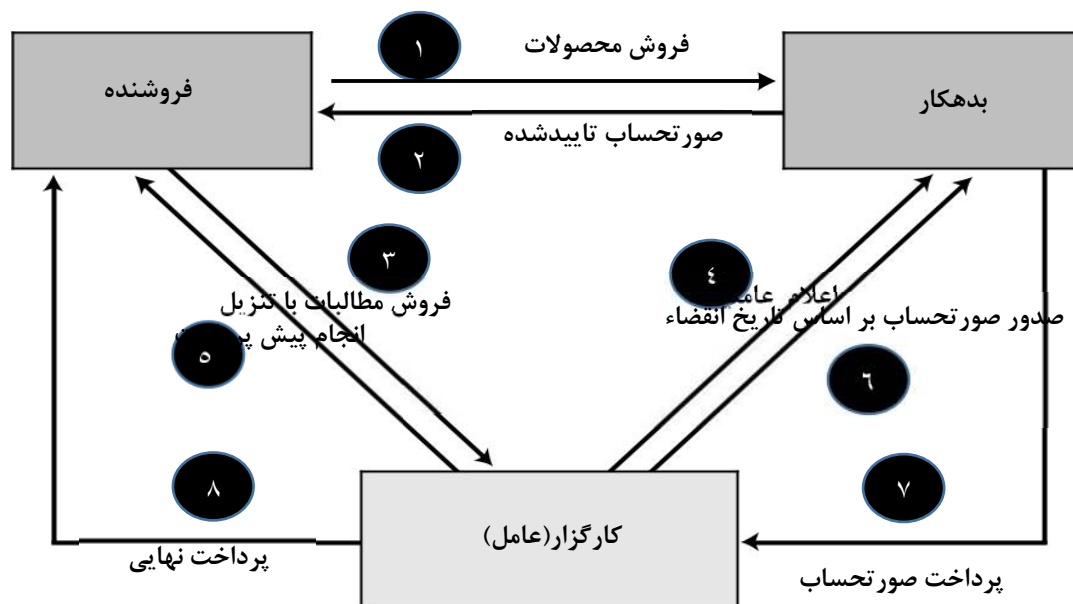 ۱
فروش محصولات
فروشنده
بدهکار
صورتحساب تاییدشده
۲
۳
۴
فروش مطالبات با تنزیل
اعلام
صدور صورتحساب بر اساس تاریخ انقضاء
انجام پیش
۵
۶
۸
۷
کارگزار(عامل)
پرداخت نهایی
پرداخت صورتحساب